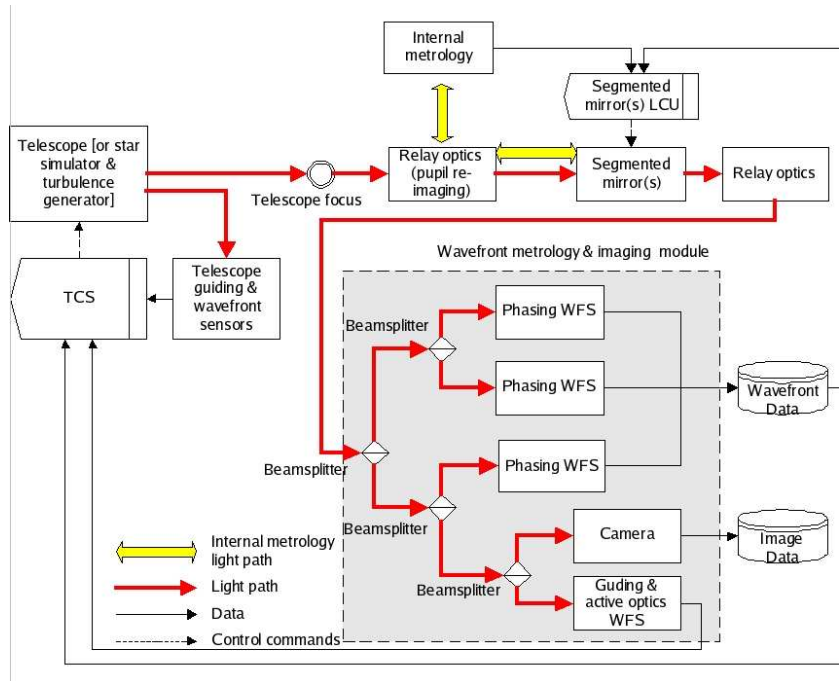 Internal
metrology
Segmented
mirror(s) LCU
Telescope [or star
simulator &
turbulence
generator]
Telescope focus
Relay optics
(pupil re-
imaging)
Segmented
mirror(s)
Relay optics
TCS
Telescope
guiding &
wavefront
sensors
Wavefront metrology & imaging module
Beamsplitter
Phasing WFS
Phasing WFS
Wavefront
Data
Beamsplitter
Phasing WFS
Beamsplitter
Camera
Image
Data
Beamsplitter
Guding &
active optics
WFS
Internal metrology
light path
Light path
Data
Control commands